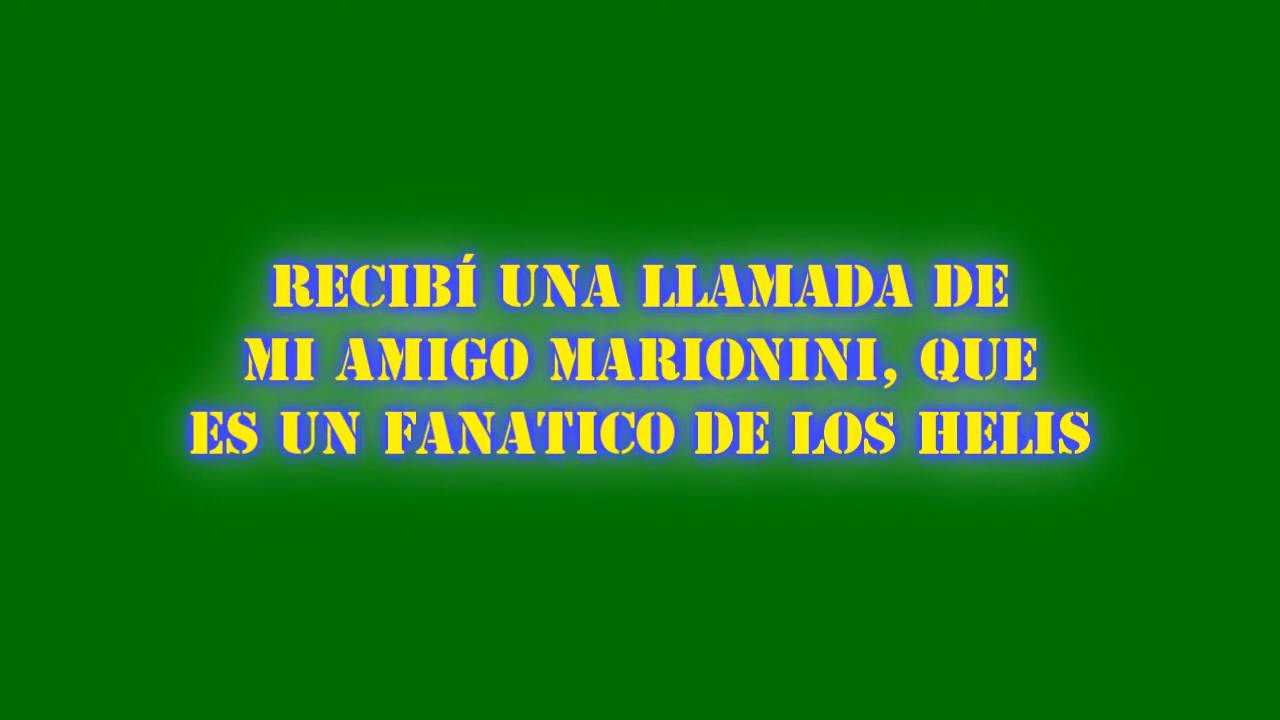 RECIBÍ UNA LLAMADA DE
MI AMIGO MARIONINI, QUE
ES UN FANATICO DE LOS HELIS